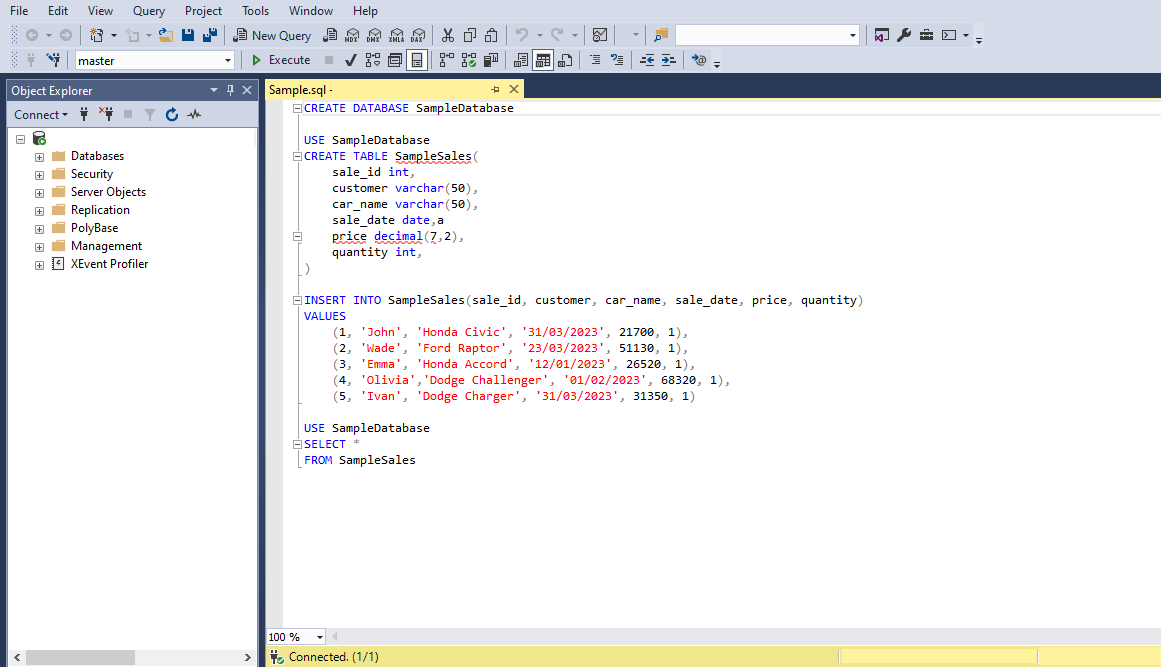 File Edit View Query Project Tools Window Help
New Query MDX DMX XMLA DAX
master Execute
Object Explorer
Connect
Databases
Security
Server Objects
Replication
PolyBase
Management
XEvent Profiler
Sample.sql -
CREATE DATABASE SampleDatabase
USE SampleDatabase
CREATE TABLE SampleSales(
sale_id int,
customer varchar(50),
car_name varchar(50),
sale_date date,a
price decimal(7,2),
quantity int,
)
INSERT INTO SampleSales(sale_id, customer, car_name, sale_date, price, quantity)
VALUES
(1, 'John', 'Honda Civic', '31/03/2023', 21700, 1),
(2, 'Wade', 'Ford Raptor', '23/03/2023', 51130, 1),
(3, 'Emma', 'Honda Accord', '12/01/2023', 26520, 1),
(4, 'Olivia','Dodge Challenger', '01/02/2023', 68320, 1),
(5, 'Ivan', 'Dodge Charger', '31/03/2023', 31350, 1)
USE SampleDatabase
SELECT *
FROM SampleSales
100 %
Connected. (1/1)